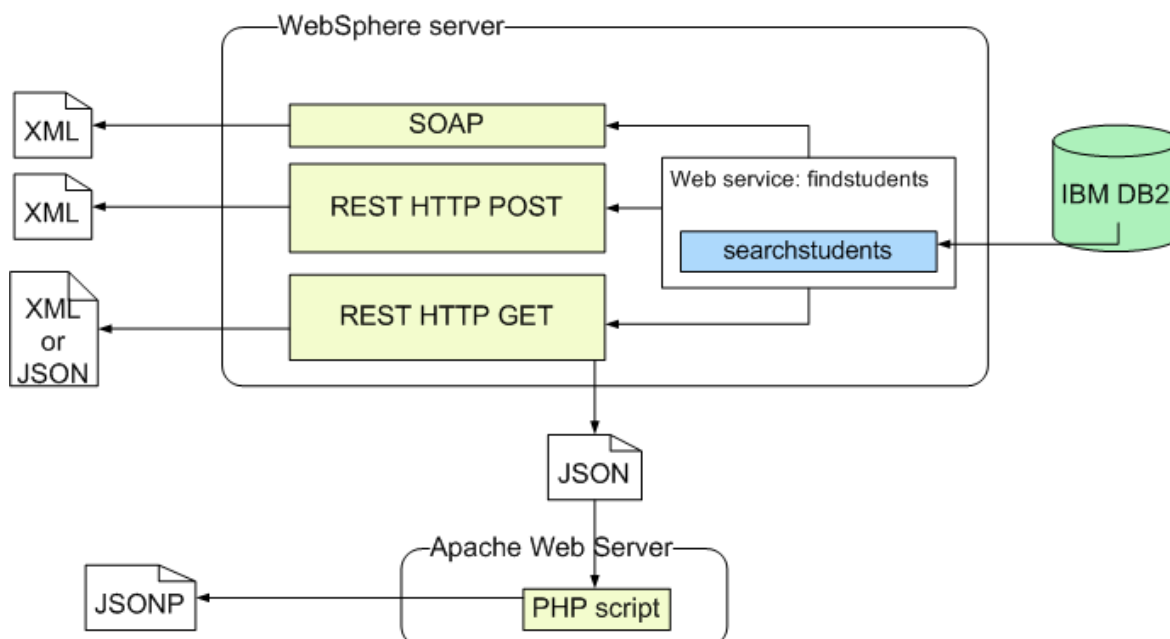 WebSphere server
XML
SOAP
XML
REST HTTP POST
Web service: findstudents
searchstudents
IBM DB2
XML
or
JSON
REST HTTP GET
JSON
Apache Web Server
JSONP
PHP script